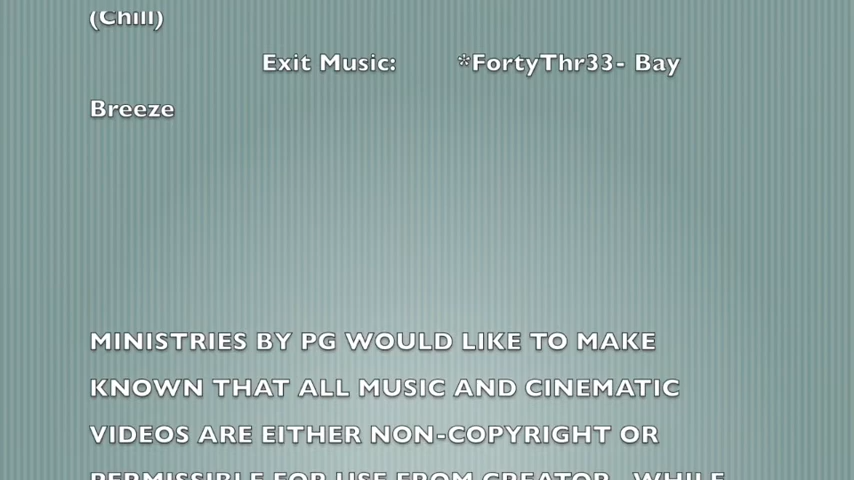 (Chill)
Exit Music: *FortyThr33- Bay
Breeze
MINISTRIES BY PG WOULD LIKE TO MAKE
KNOWN THAT ALL MUSIC AND CINEMATIC
VIDEOS ARE EITHER NON-COPYRIGHT OR
PERMISSIBLE FOR USE FROM CREATOR. WHILE